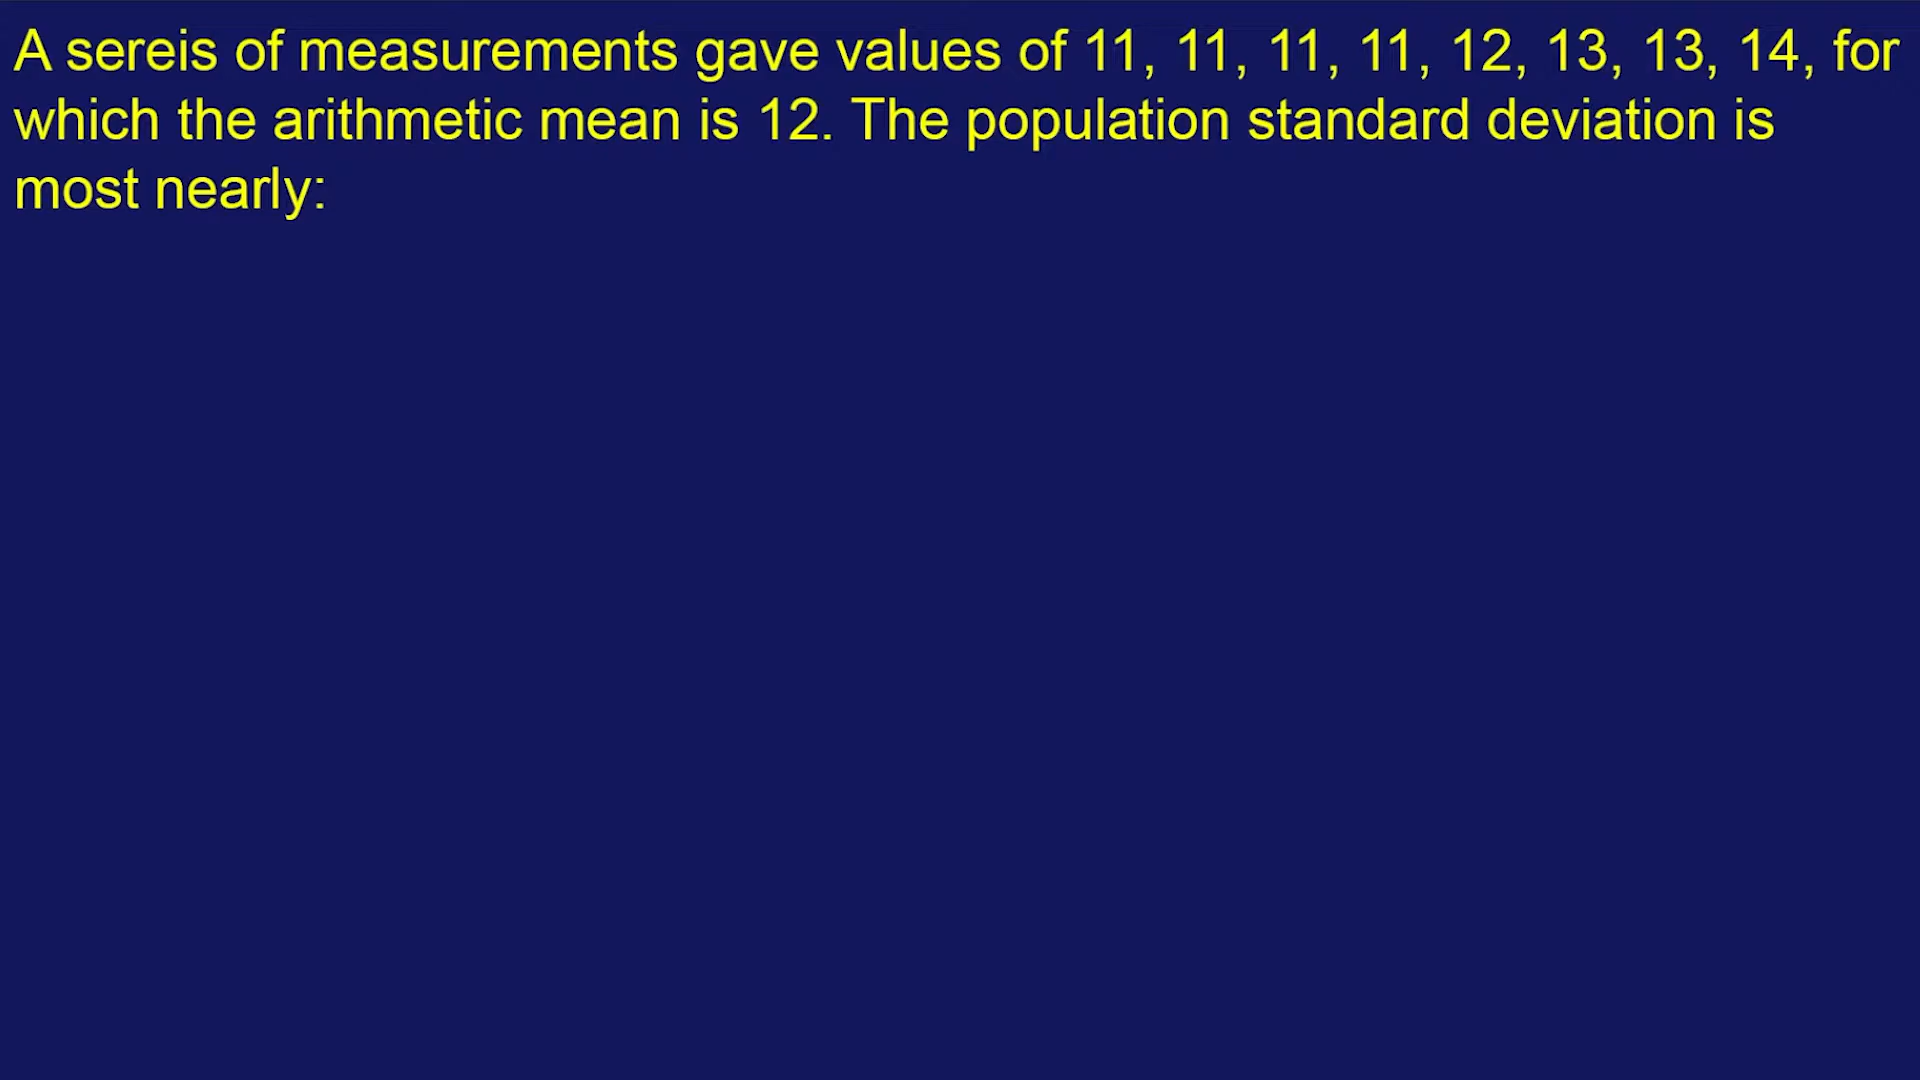 A sereis of measurements gave values of 11, 11, 11, 11, 12, 13, 13, 14, for
which the arithmetic mean is 12. The population standard deviation is
most nearly: